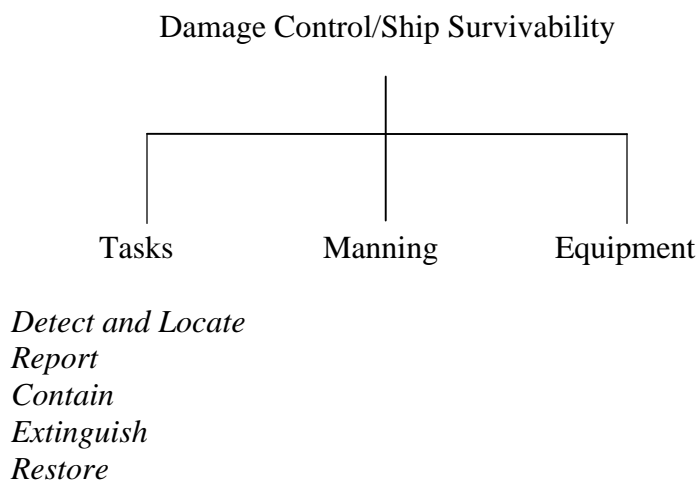 Damage Control/Ship Survivability
Tasks Manning Equipment
Detect and Locate
Report
Contain
Extinguish
Restore